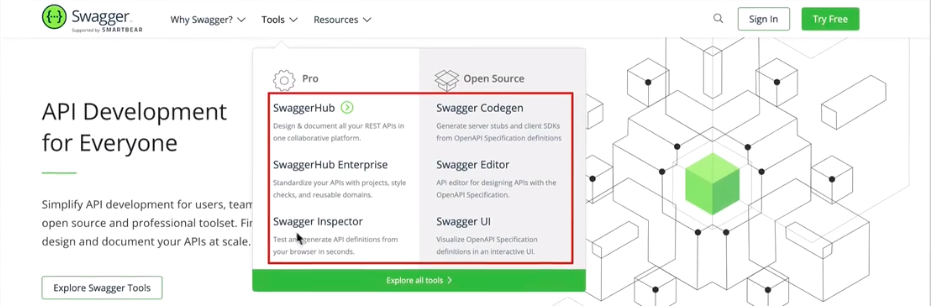 Swagger.
Supported by SMARTBEAR
Why Swagger?
Tools
Resources
Sign In
Try Free
API Development
for Everyone
Simplify API development for users, team
open source and professional toolset. Fin
design and document your APIs at scale.
Explore Swagger Tools
Pro
SwaggerHub
Design & document all your REST APIs in
one collaborative platform.
SwaggerHub Enterprise
Standardize your APIs with projects, style
checks, and reusable domains.
Swagger Inspector
Test and generate API definitions from
your browser in seconds.
Open Source
Swagger Codegen
Generate server stubs and client SDKs
from OpenAPI Specification definitions
Swagger Editor
API editor for designing APIs with the
OpenAPI Specification.
Swagger UI
Visualize OpenAPI Specification
definitions in an interactive UI.
Explore all tools